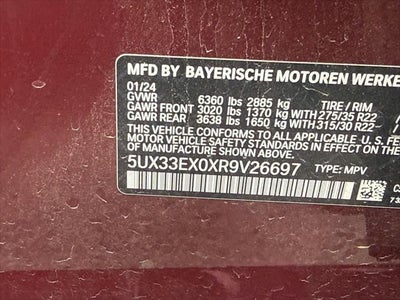 MFD BY BAYERISCHE MOTOREN WERKE
01/24
GVWR 6360 lbs 2885 kg TIRE / RIM
GAWR FRONT 3020 lbs 1370 kg WITH 275/35 R22
GAWR REAR 3638 lbs 1650 kg WITH 315/30 R22
THIS VEHICLE CONFORMS TO ALL APPLICABLE U.S. FE
MOTOR VEHICLE SAFETY
IN EFFECT ON THE DATE OF
MANUFACTURE SHOWN ABOVE.
5UX33EX0XR9V26697 TYPE: MPV